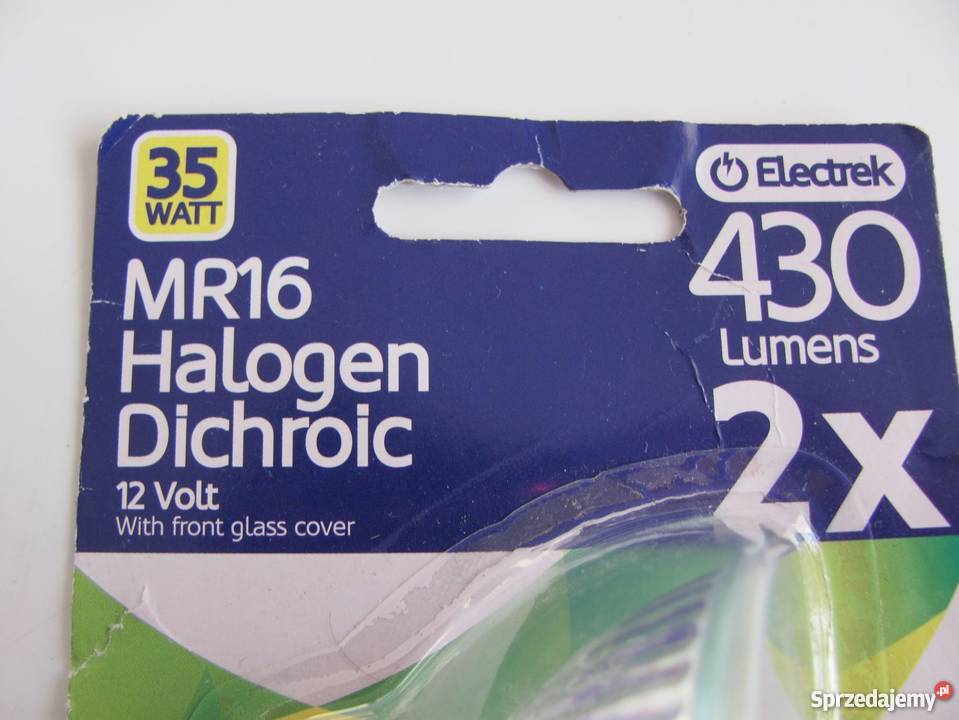 35
WATT
MR16
Halogen
Dichroic
12 Volt
With front glass cover
Electrek
430
Lumens
2x
Sprzedajemy.pl